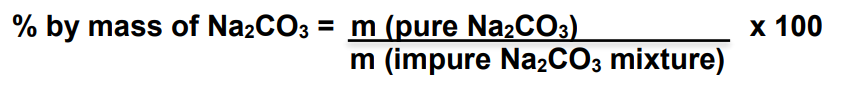 % by mass of Na₂CO₃ = m (pure Na₂CO₃) x 100
m (impure Na₂CO₃ mixture)